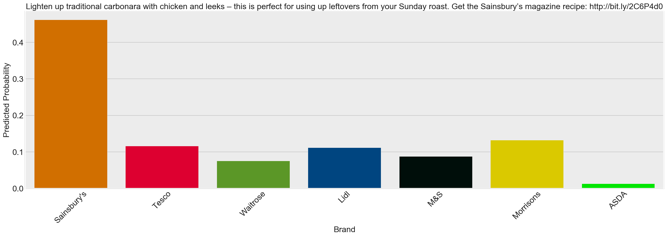 Lighten up traditional carbonara with chicken and leeks – this is perfect for using up leftovers from your Sunday roast. Get the Sainsbury's magazine recipe: http://bit.ly/2C6P4d0
0.4
0.3
0.2
0.1
0.0
Predicted Probability
Sainsbury's
Tesco
Waitrose
Lidl
M&S
Morrisons
ASDA
Brand